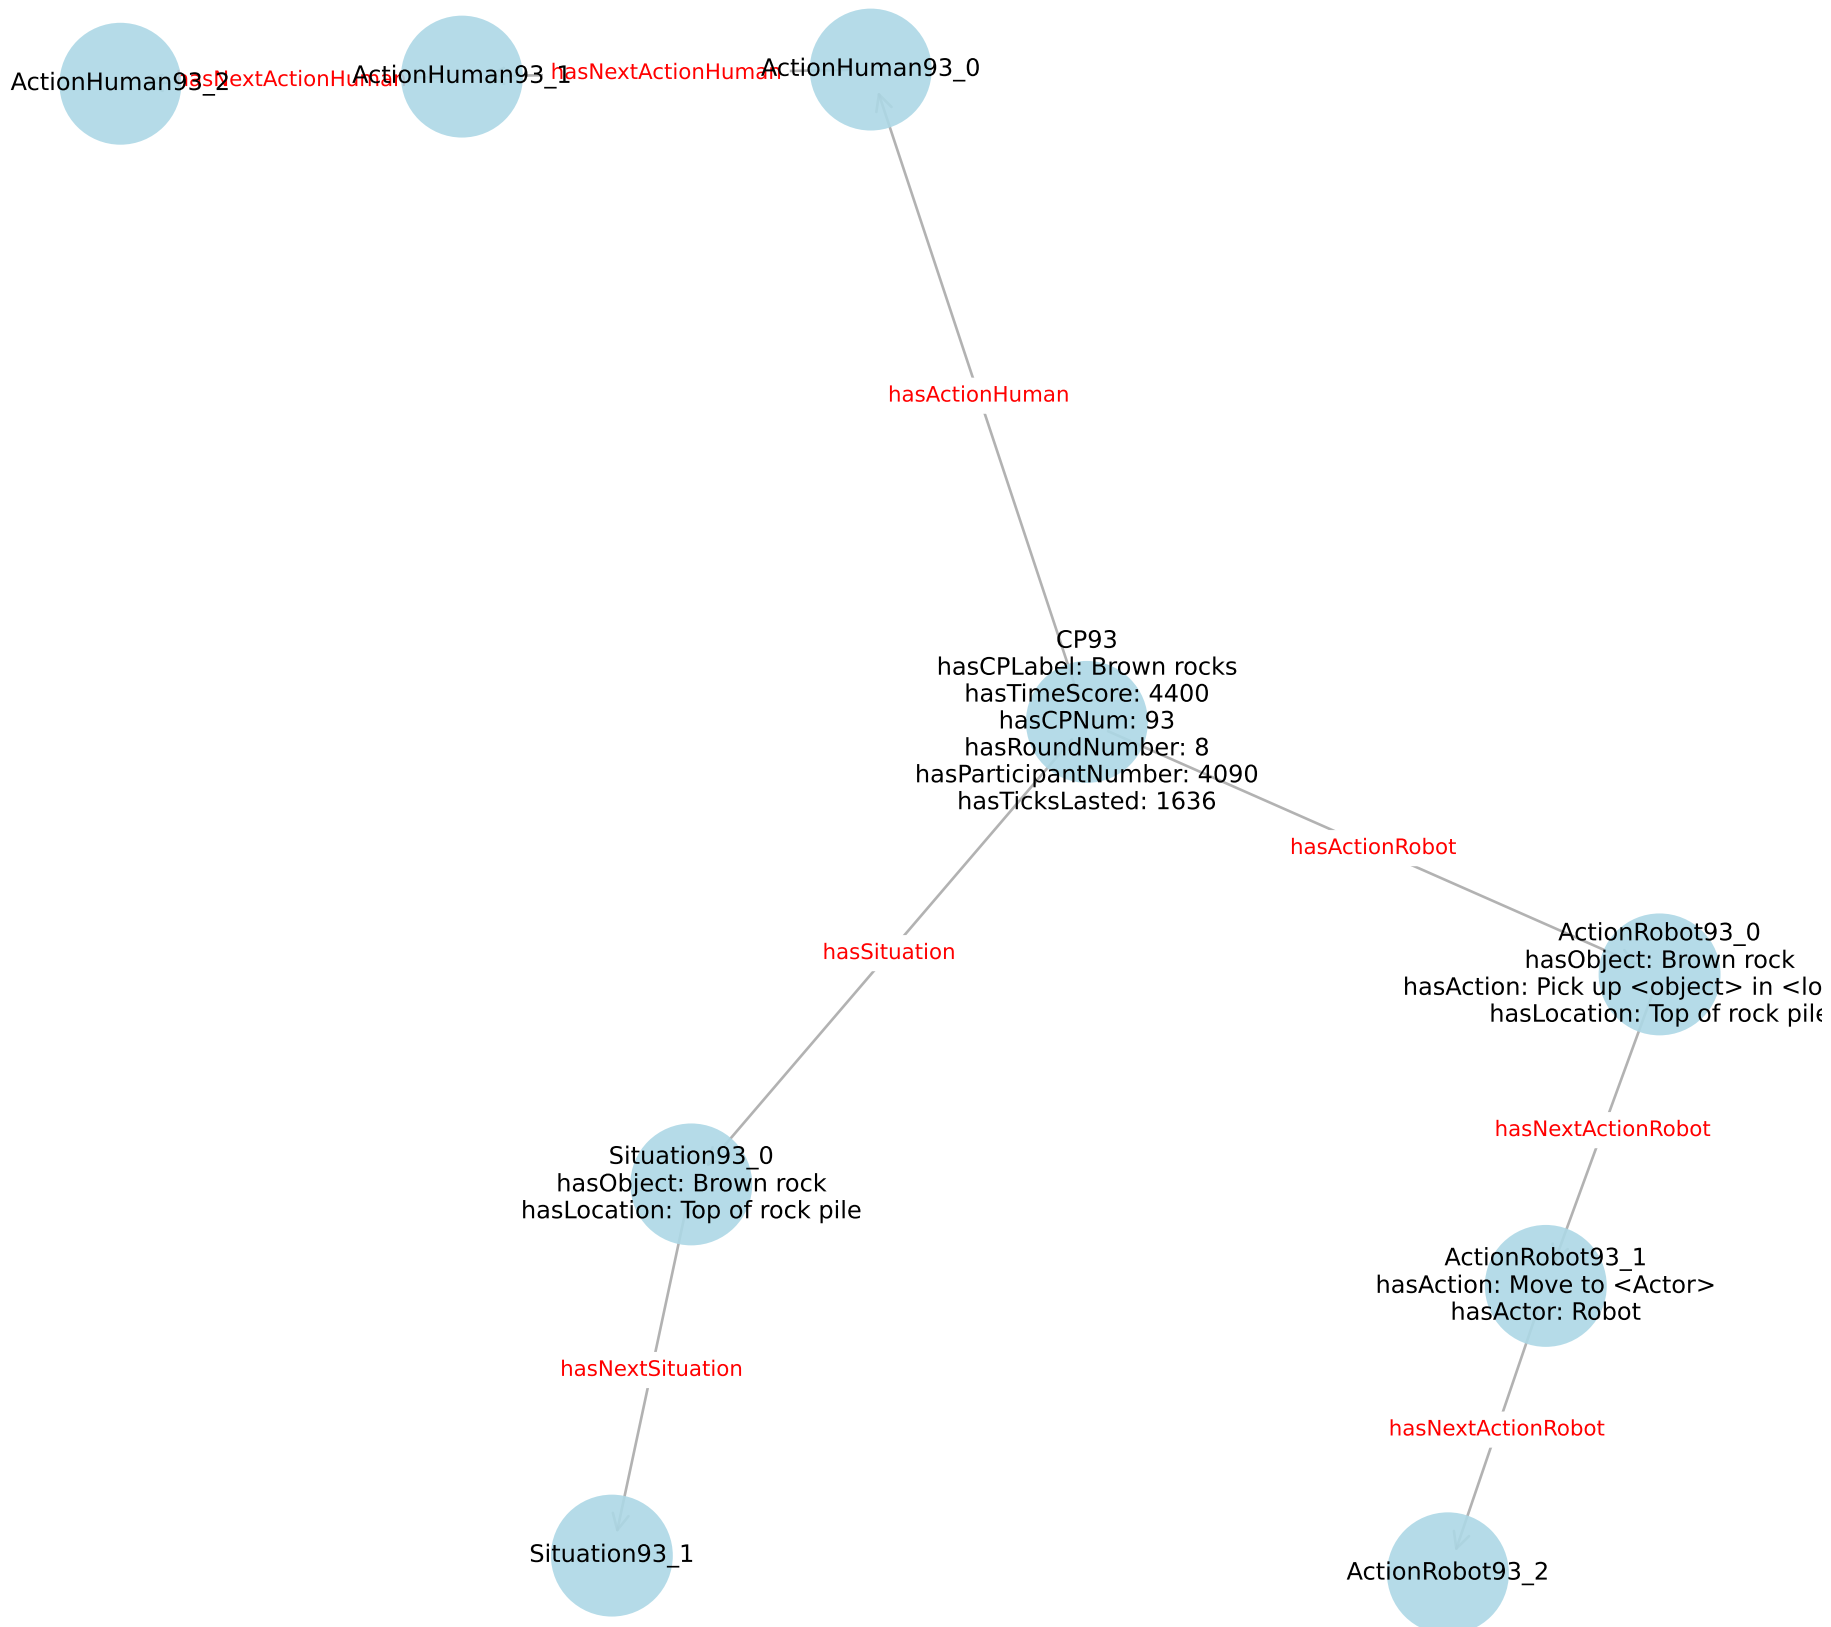 ActionHuman93_2
hasNextActionHuman
ActionHuman93_1
hasNextActionHuman
ActionHuman93_0
hasActionHuman
CP93
hasCPLabel: Brown rocks
hasTimeScore: 4400
hasCPNum: 93
hasRoundNumber: 8
hasParticipantNumber: 4090
hasTicksLasted: 1636
hasActionRobot
hasSituation
ActionRobot93_0
hasObject: Brown rock
hasAction: Pick up <object> in <lo
hasLocation: Top of rock pile
hasNextActionRobot
Situation93_0
hasObject: Brown rock
hasLocation: Top of rock pile
ActionRobot93_1
hasAction: Move to <Actor>
hasActor: Robot
hasNextSituation
hasNextActionRobot
Situation93_1
ActionRobot93_2